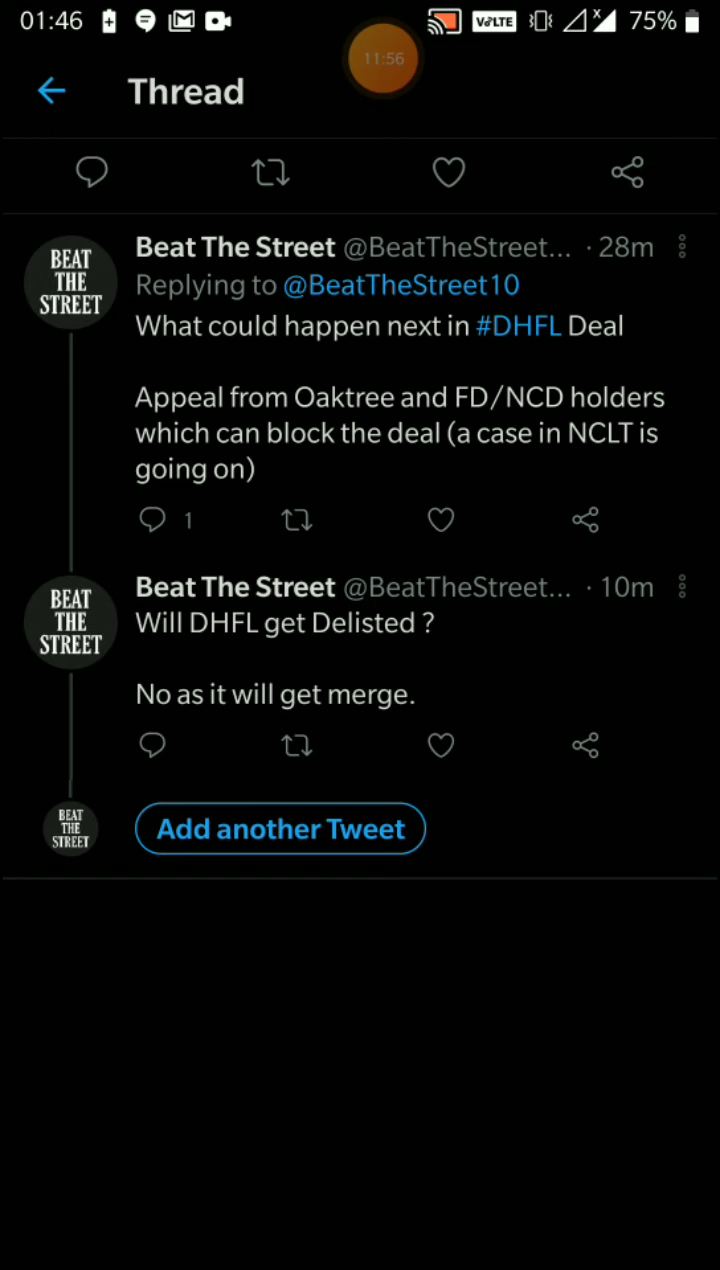 01:46 VoLTE 75%
11:56
Thread
BEAT
THE
STREET
Beat The Street @BeatTheStreet... · 28m
Replying to @BeatTheStreet10
What could happen next in #DHFL Deal
Appeal from Oaktree and FD/NCD holders
which can block the deal (a case in NCLT is
going on)
1
BEAT
THE
STREET
Beat The Street @BeatTheStreet... · 10m
Will DHFL get Delisted ?
No as it will get merge.
BEAT
THE
STREET
Add another Tweet